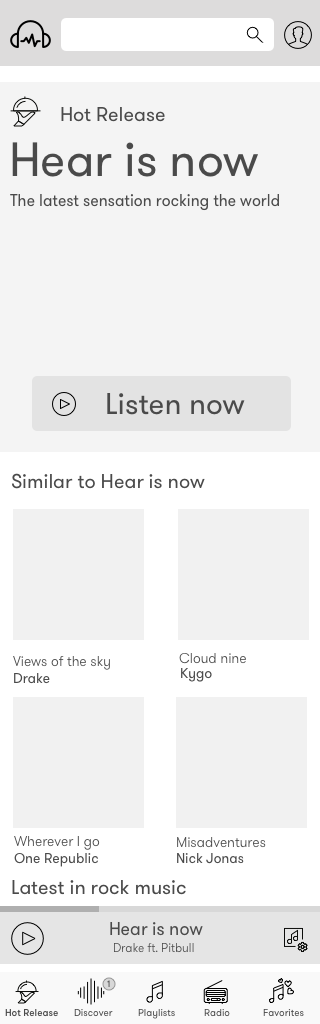 Hot Release
Hear is now
The latest sensation rocking the world
Listen now
Similar to Hear is now
Views of the sky
Drake
Cloud nine
Kygo
Wherever I go
One Republic
Misadventures
Nick Jonas
Latest in rock music
Hear is now
Drake ft. Pitbull
1
Hot Release
Discover
Playlists
Radio
Favorites